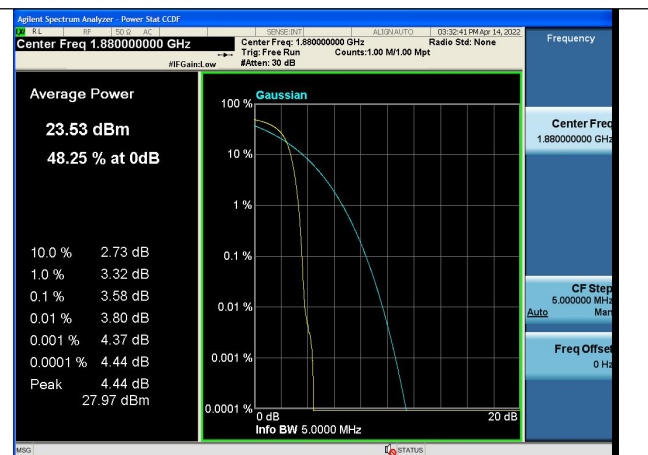 Agilent Spectrum Analyzer - Power Stat CCDF
RL RF 50 Ω AC SENSE:INT ALIGN AUTO 03:32:41 PM Apr 14, 2022
Center Freq 1.880000000 GHz
Center Freq: 1.880000000 GHz Radio Std: None
Trig: Free Run Counts:1.00 M/1.00 Mpt
#IFGain:Low #Atten: 30 dB
Frequency
Average Power
23.53 dBm
48.25 % at 0dB
10.0 % 2.73 dB
1.0 % 3.32 dB
0.1 % 3.58 dB
0.01 % 3.80 dB
0.001 % 4.37 dB
0.0001 % 4.44 dB
Peak 4.44 dB
27.97 dBm
Gaussian
100 %
10 %
1 %
0.1 %
0.01 %
0.001 %
0.0001 %
0 dB 20 dB
Info BW 5.0000 MHz
Center Freq
1.880000000 GHz
CF Step
5.000000 MHz
Auto Man
Freq Offset
0 Hz
MSG STATUS